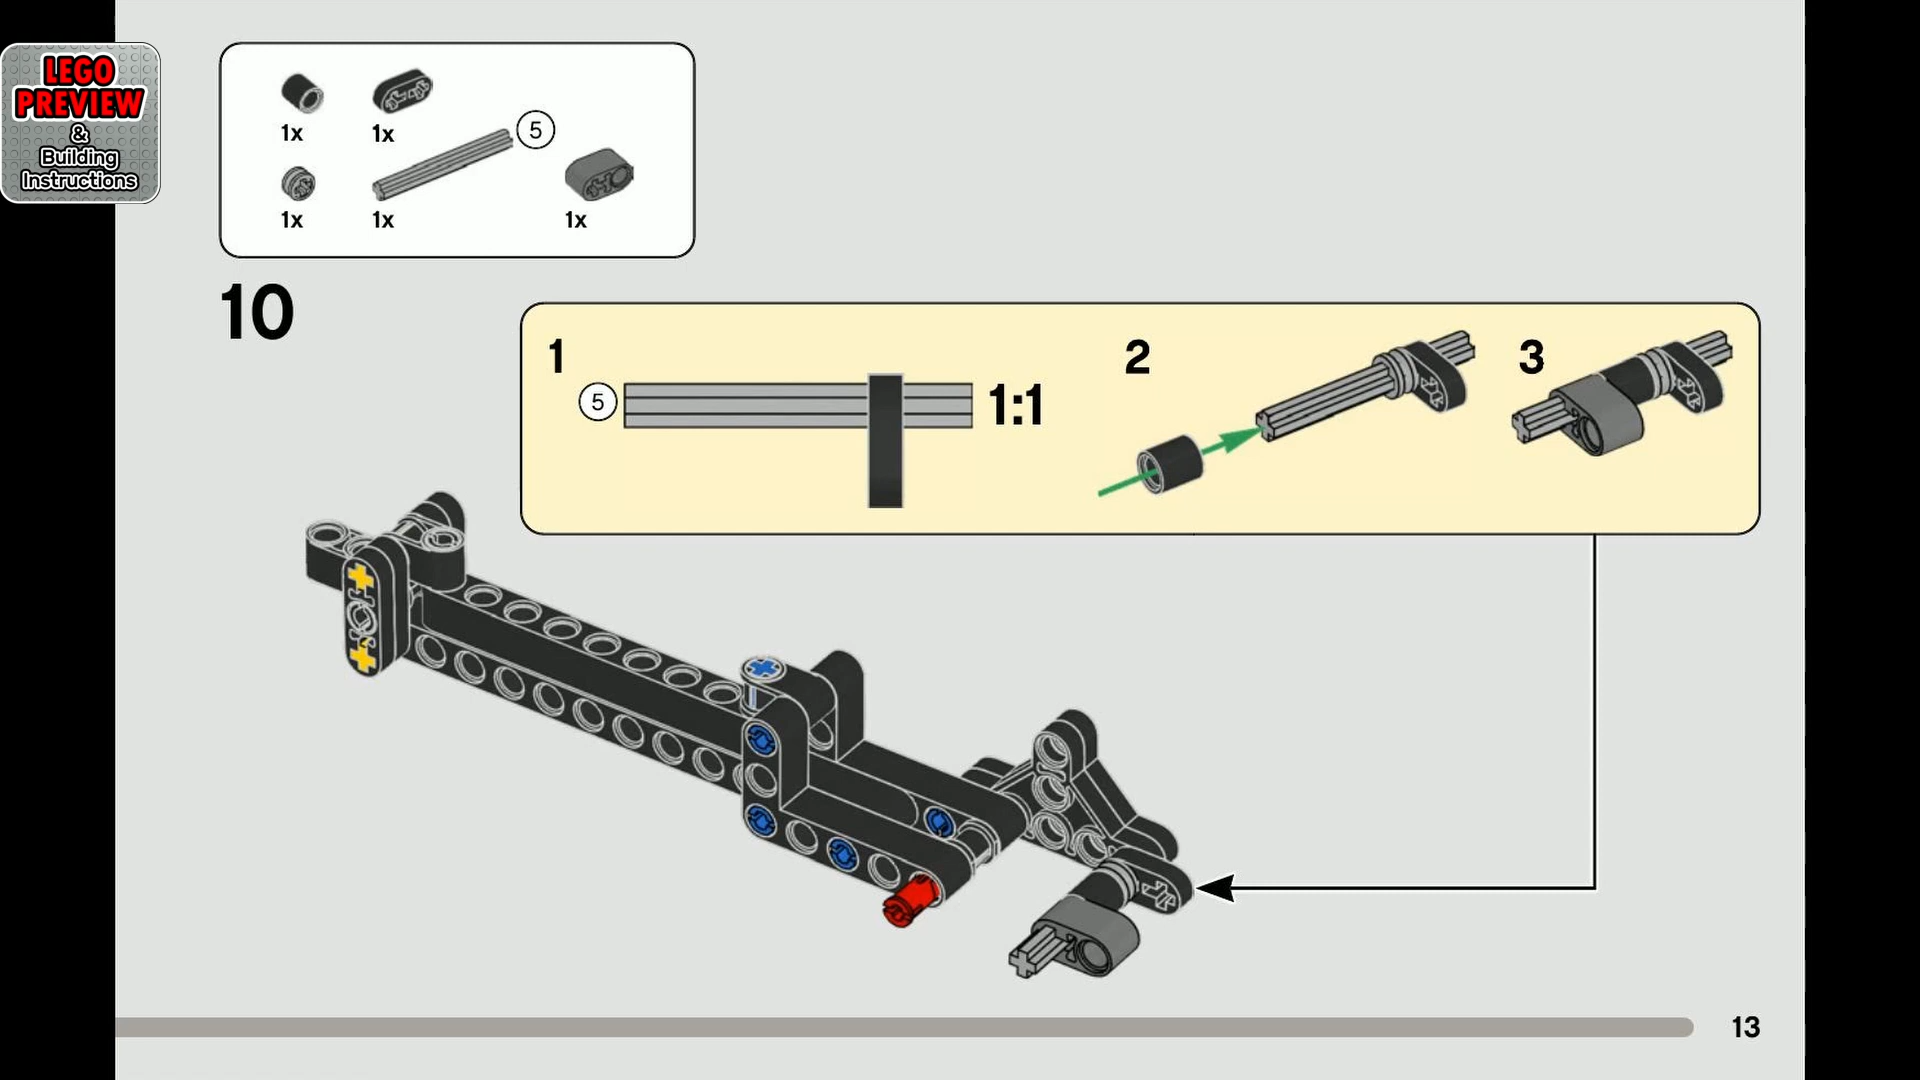 LEGO
PREVIEW
&
Building
Instructions
1x
1x
5
1x
1x
1x
10
1
5
1:1
2
3
13